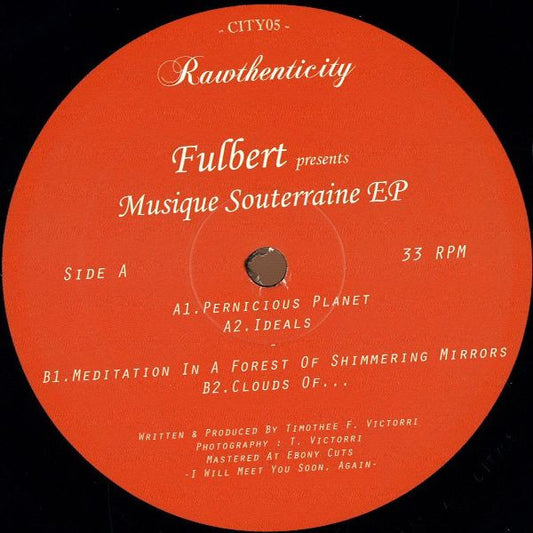 - CITY05 -
Rawthenticity
Fulbert presents
Musique Souterraine EP
Side A
33 RPM
A1.Pernicious Planet
A2.Ideals
-
B1.Meditation In A Forest Of Shimmering Mirrors
B2.Clouds Of...
Written & Produced By Timothee F. Victorri
Photography : T. Victorri
Mastered At Ebony Cuts
-I Will Meet You Soon, Again-